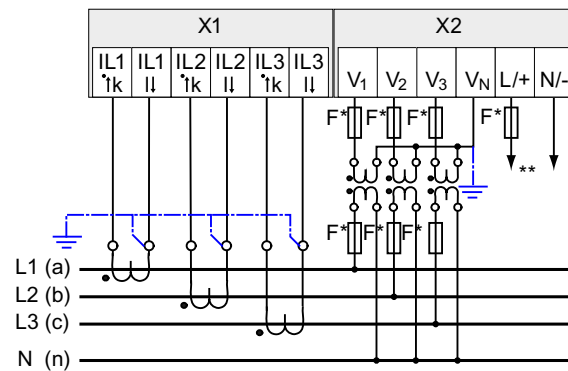 X1 X2
IL1 IL1 IL2 IL2 IL3 IL3
k l k l k l
V1 V2 V3 VN L/+ N/-
F* F* F* F*
**
F* F* F*
L1 (a)
L2 (b)
L3 (c)
N (n)